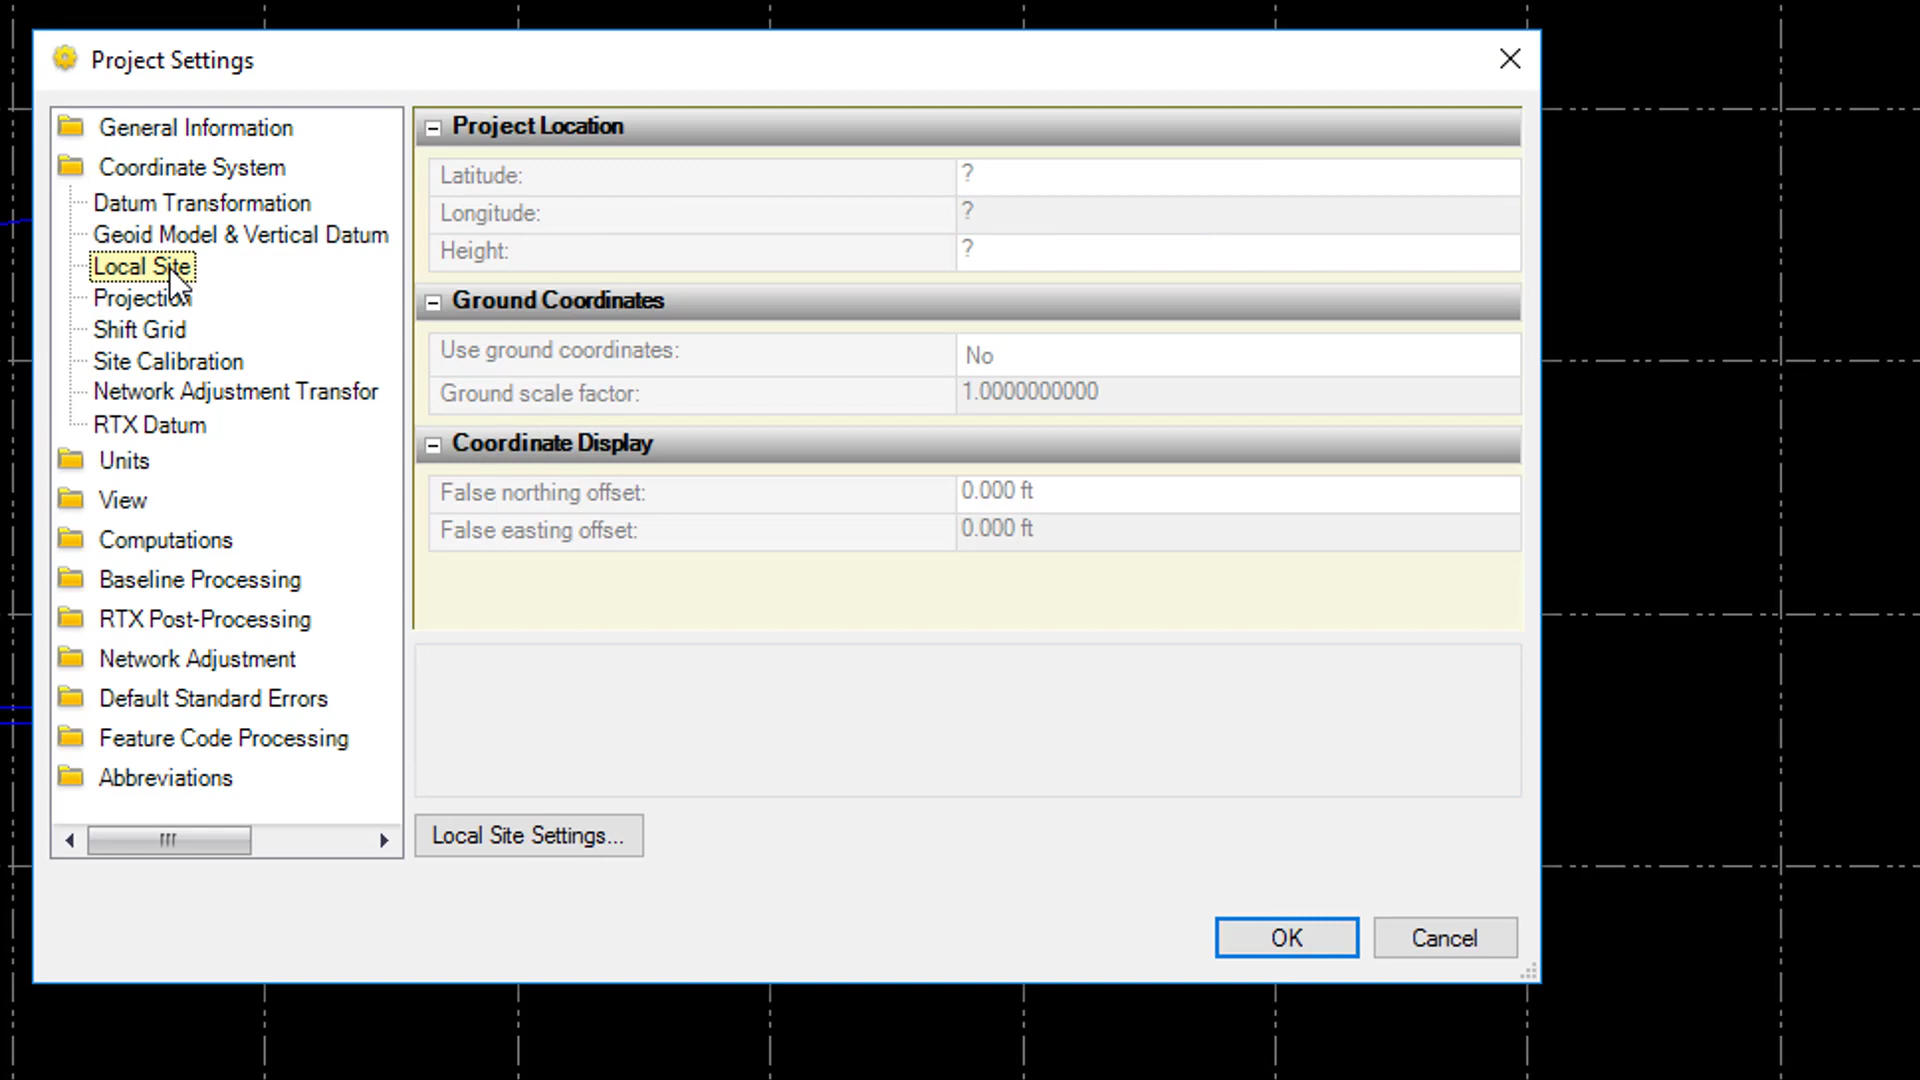 Project Settings
General Information
Coordinate System
Datum Transformation
Geoid Model & Vertical Datum
Local Site
Projection
Shift Grid
Site Calibration
Network Adjustment Transfor
RTX Datum
Units
View
Computations
Baseline Processing
RTX Post-Processing
Network Adjustment
Default Standard Errors
Feature Code Processing
Abbreviations
Project Location
Latitude: ?
Longitude: ?
Height: ?
Ground Coordinates
Use ground coordinates: No
Ground scale factor: 1.0000000000
Coordinate Display
False northing offset: 0.000 ft
False easting offset: 0.000 ft
Local Site Settings...
OK Cancel